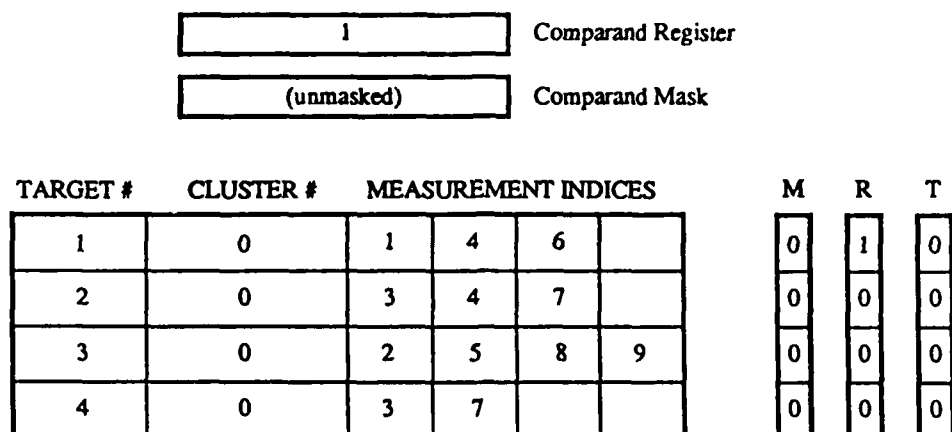 1 Comparand Register
(unmasked) Comparand Mask
TARGET # CLUSTER # MEASUREMENT INDICES M R T
1 0 1 4 6 0 1 0
2 0 3 4 7 0 0 0
3 0 2 5 8 9 0 0 0
4 0 3 7 0 0 0